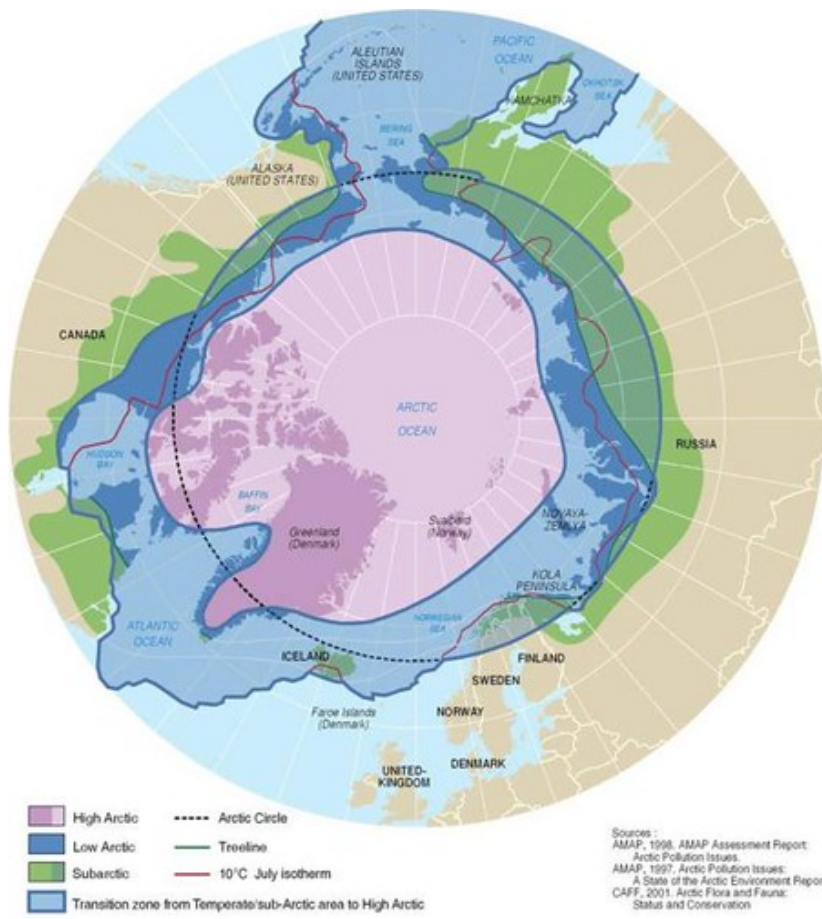 PACIFIC
OCEAN
ALEUTIAN
ISLANDS
(UNITED STATES)
KAMCHATKA
OKHOTSK
SEA
BERING
SEA
ALASKA
(UNITED STATES)
CANADA
ARCTIC
OCEAN
RUSSIA
HUDSON
BAY
BAFFIN
BAY
Greenland
(Denmark)
Svalbard
(Norway)
NOVAYA-
ZEMLYA
KOLA
PENINSULA
ATLANTIC
OCEAN
NORWEGIAN
SEA
ICELAND
FINLAND
SWEDEN
Faroe Islands
(Denmark)
NORWAY
DENMARK
UNITED-
KINGDOM
High Arctic
Low Arctic
Subarctic
Transition zone from Temperate/sub-Arctic area to High Arctic
Arctic Circle
Treeline
10°C July isotherm
Sources :
AMAP, 1998. AMAP Assessment Report:
Arctic Pollution Issues.
AMAP, 1997. Arctic Pollution Issues:
A State of the Arctic Environment Repor
CAFF, 2001. Arctic Flora and Fauna:
Status and Conservation